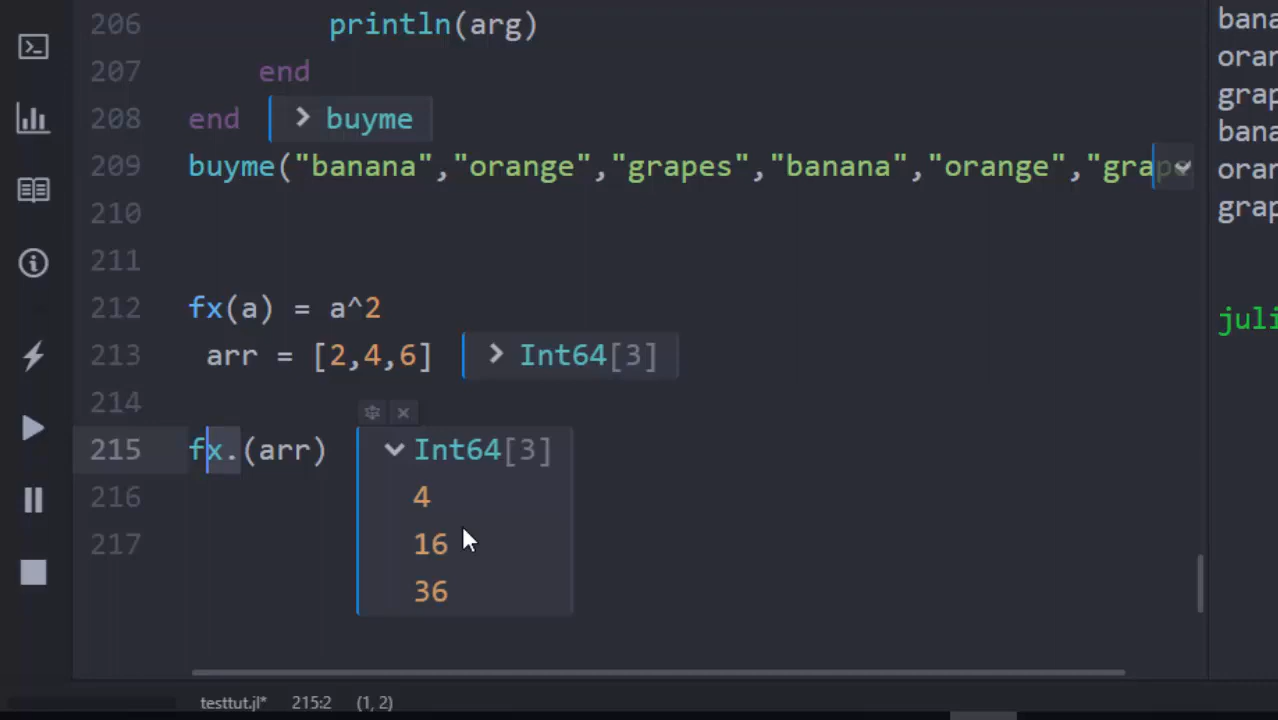 206 println(arg)
207 end
208 end > buyme
209 buyme("banana","orange","grapes","banana","orange","grap
210
211
212 fx(a) = a^2
213 arr = [2,4,6] > Int64[3]
214
215 fx.(arr) Int64[3]
216 4
217 16
36
testtut.jl* 215:2 (1, 2)
bana
oran
grap
bana
oran
grap
juli